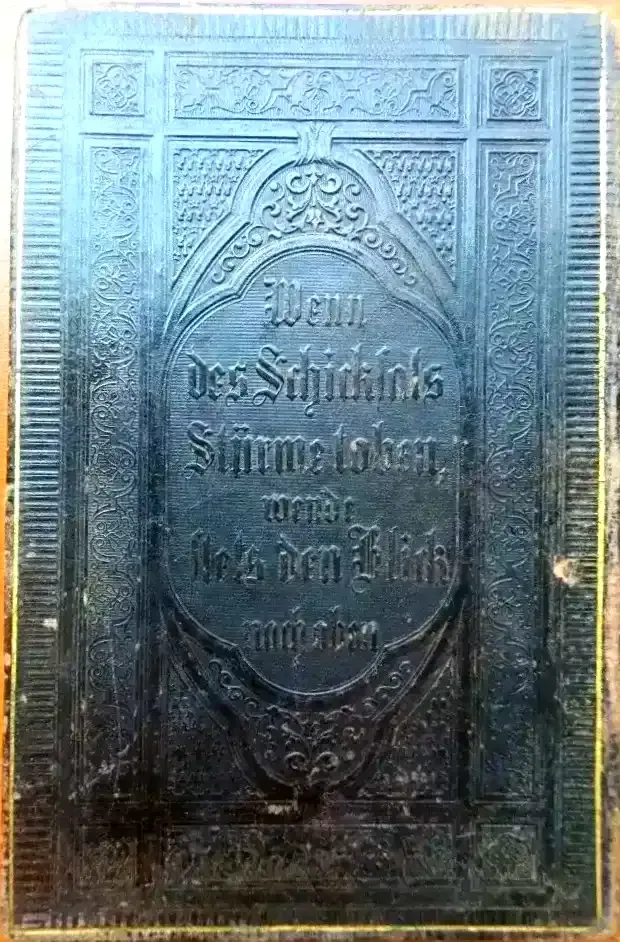 Wenn
des Schickſals
Stürme toben,
wende
ſtets den Blick
nach oben